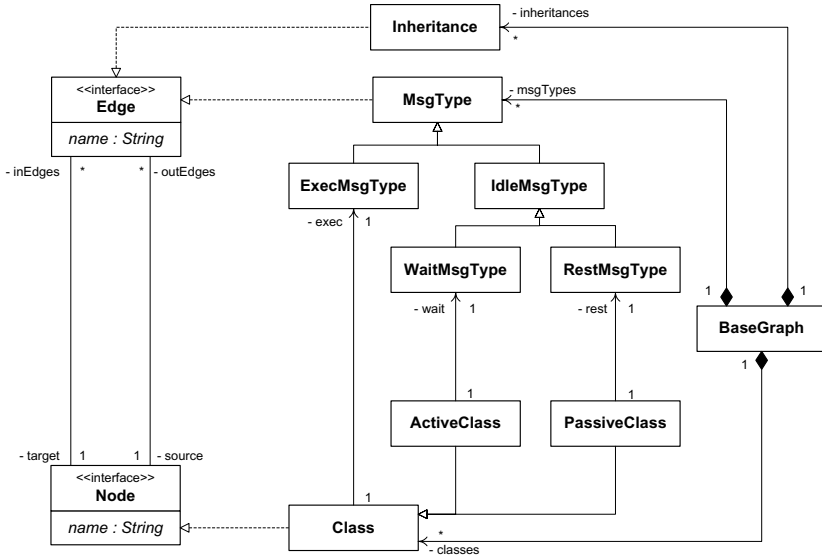 Inheritance
- inheritances
*
<<interface>>
Edge
name : String
MsgType
- msgTypes
*
- inEdges
*
*
- outEdges
ExecMsgType
IdleMsgType
- exec
1
WaitMsgType
RestMsgType
- wait
1
- rest
1
1
1
BaseGraph
1
1
ActiveClass
1
PassiveClass
- target
1
1
- source
<<interface>>
Node
name : String
1
Class
*
- classes